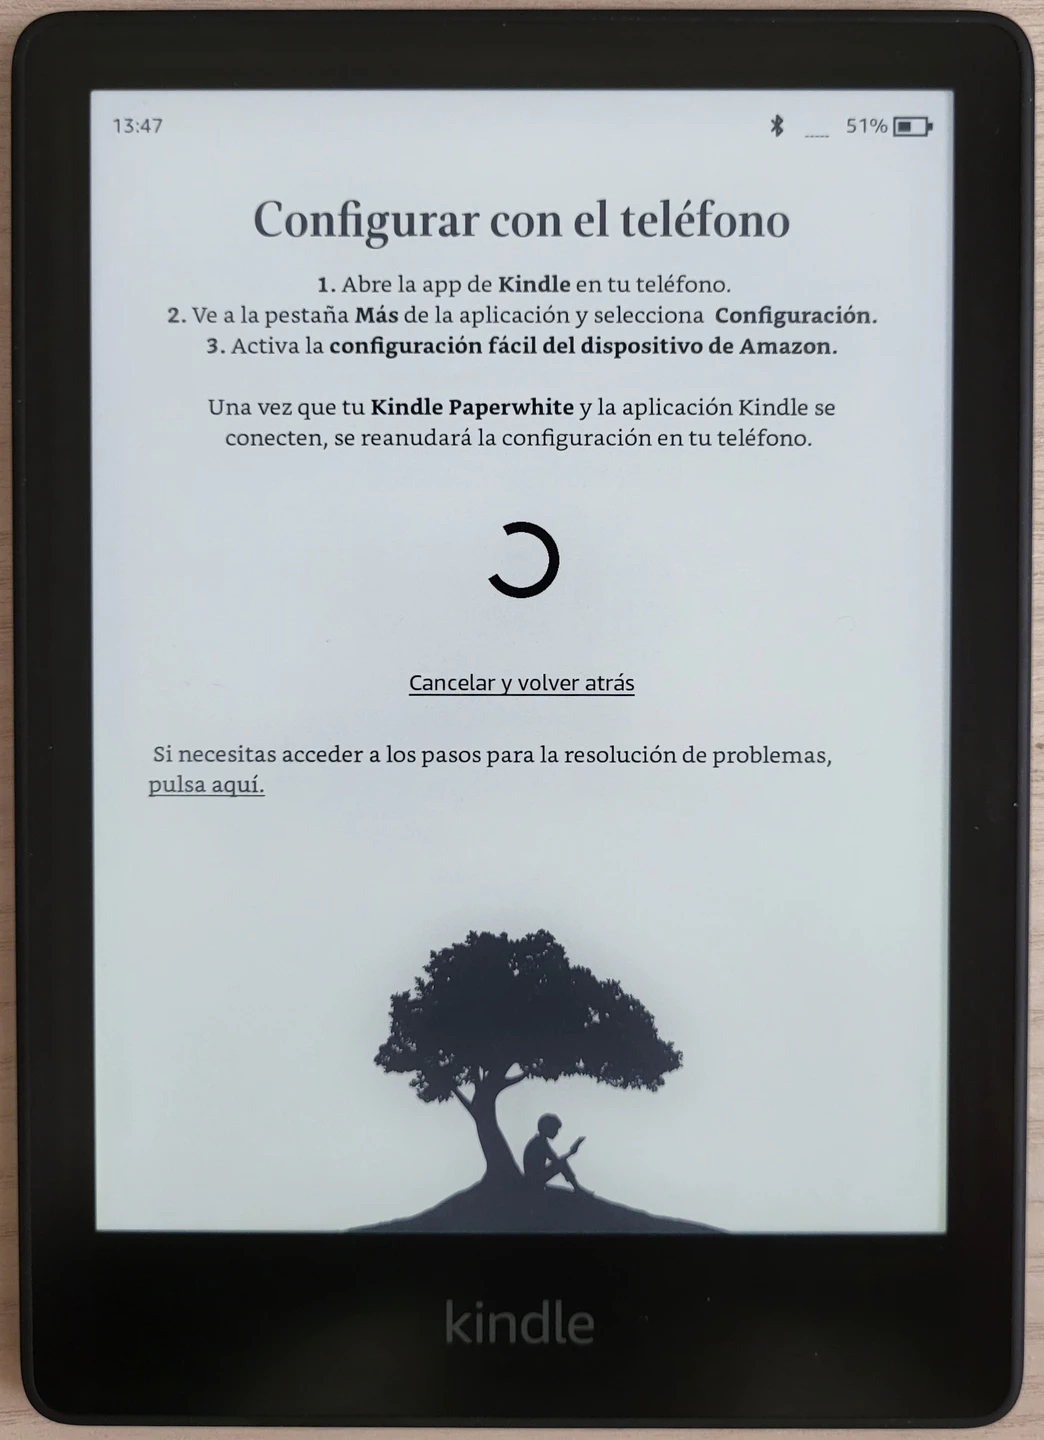 13:47
51%
Configurar con el teléfono
1. Abre la app de Kindle en tu teléfono.
2. Ve a la pestaña Más de la aplicación y selecciona Configuración.
3. Activa la configuración fácil del dispositivo de Amazon.
Una vez que tu Kindle Paperwhite y la aplicación Kindle se
conecten, se reanudará la configuración en tu teléfono.
Cancelar y volver atrás
Si necesitas acceder a los pasos para la resolución de problemas,
pulsa aquí.
kindle